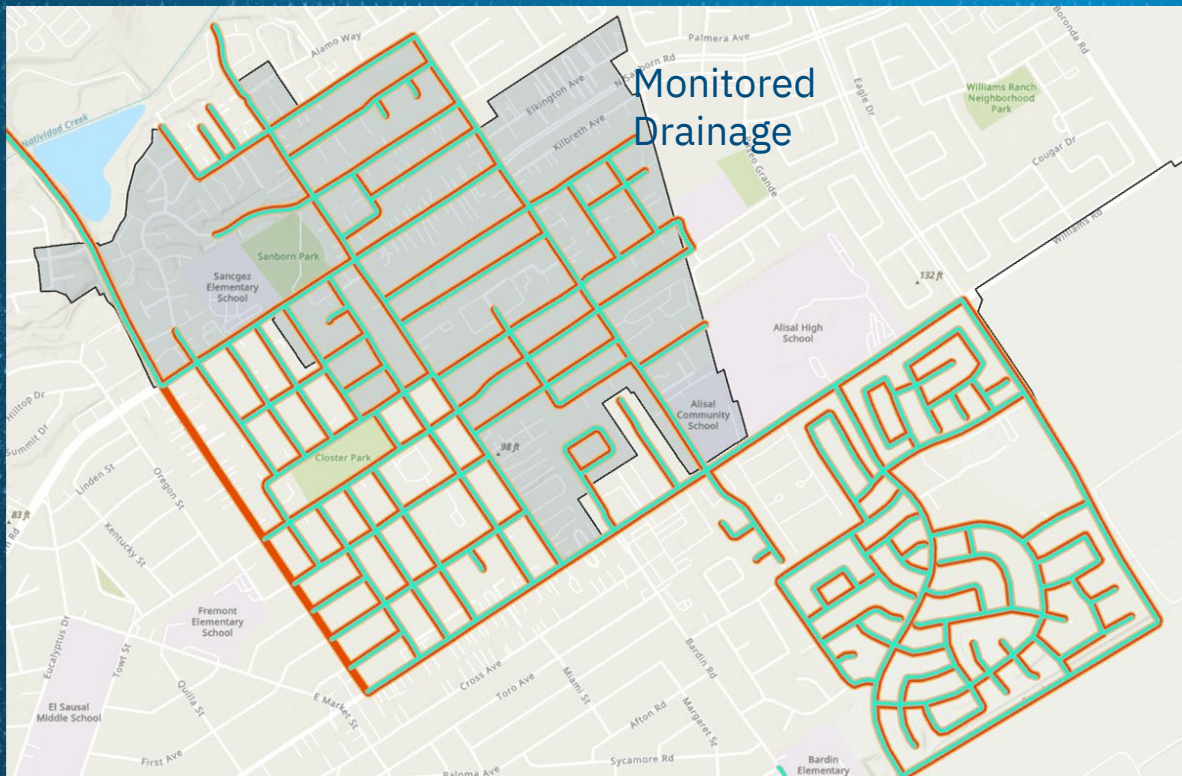 Monitored
Drainage
Alamo Way
Palmera Ave
Boronda Rd
N Sanborn Rd
Elkington Ave
Kilbreth Ave
Eagle Dr
Williams Ranch
Neighborhood
Park
Cougar Dr
Natividad Creek
Grande
Williams Rd
Sanborn Park
Sancgez
Elementary
School
132 ft
Alisal High
School
Hilltop Dr
Summit Dr
Alisal
Community
School
Linden St
Oregon St
Closter Park
98 ft
83 ft
Kentucky St
Fremont
Elementary
School
Eucalyptus Dr
Towt St
Quilla St
El Sausal
Middle School
First Ave
E Market St
Cross Ave
Toro Ave
Miami St
Bardin Rd
Margaret St
Afton Rd
Sycamore Rd
Paloma Ave
Bardin
Elementary